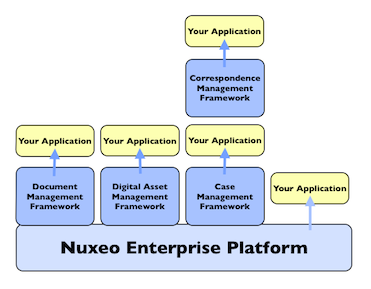 Your Application
Correspondence
Management
Framework
Your Application
Your Application
Your Application
Document
Management
Framework
Digital Asset
Management
Framework
Case
Management
Framework
Your Application
Nuxeo Enterprise Platform